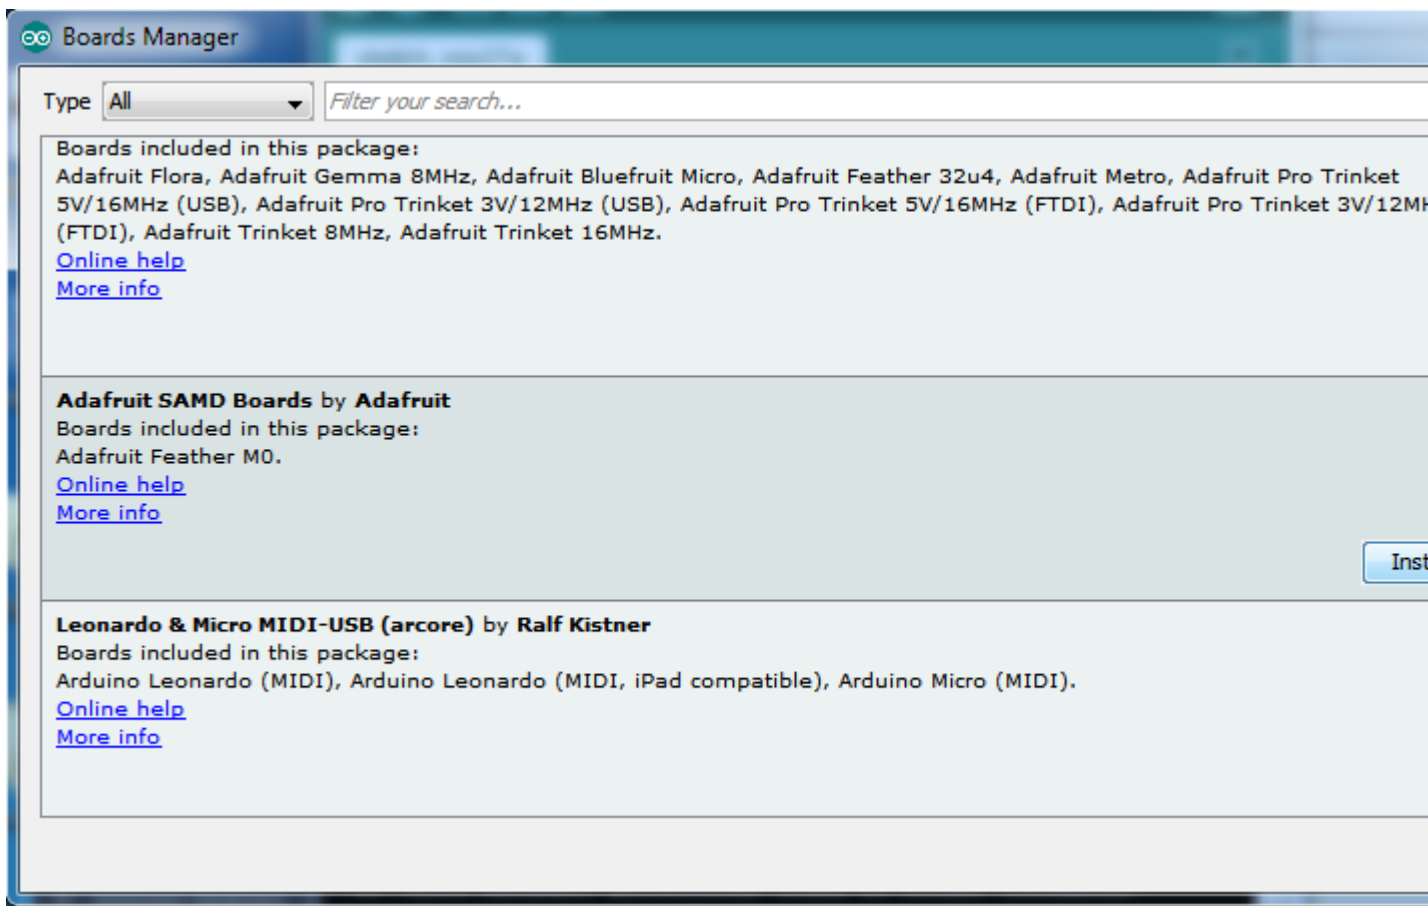 Boards Manager
Type All Filter your search...
Boards included in this package:
Adafruit Flora, Adafruit Gemma 8MHz, Adafruit Bluefruit Micro, Adafruit Feather 32u4, Adafruit Metro, Adafruit Pro Trinket
5V/16MHz (USB), Adafruit Pro Trinket 3V/12MHz (USB), Adafruit Pro Trinket 5V/16MHz (FTDI), Adafruit Pro Trinket 3V/12MH
(FTDI), Adafruit Trinket 8MHz, Adafruit Trinket 16MHz.
Online help
More info
Adafruit SAMD Boards by Adafruit
Boards included in this package:
Adafruit Feather M0.
Online help
More info
Inst
Leonardo & Micro MIDI-USB (arcore) by Ralf Kistner
Boards included in this package:
Arduino Leonardo (MIDI), Arduino Leonardo (MIDI, iPad compatible), Arduino Micro (MIDI).
Online help
More info